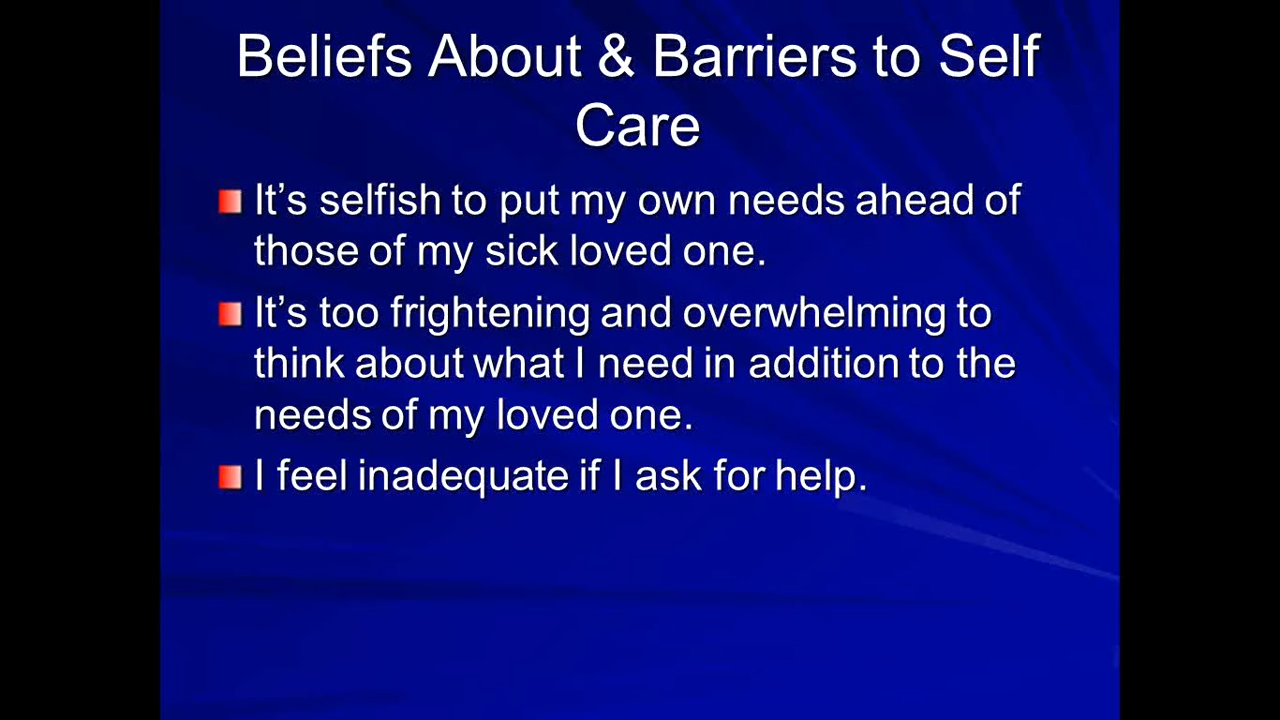 Beliefs About & Barriers to Self
Care
It’s selfish to put my own needs ahead of
those of my sick loved one.
It’s too frightening and overwhelming to
think about what I need in addition to the
needs of my loved one.
I feel inadequate if I ask for help.